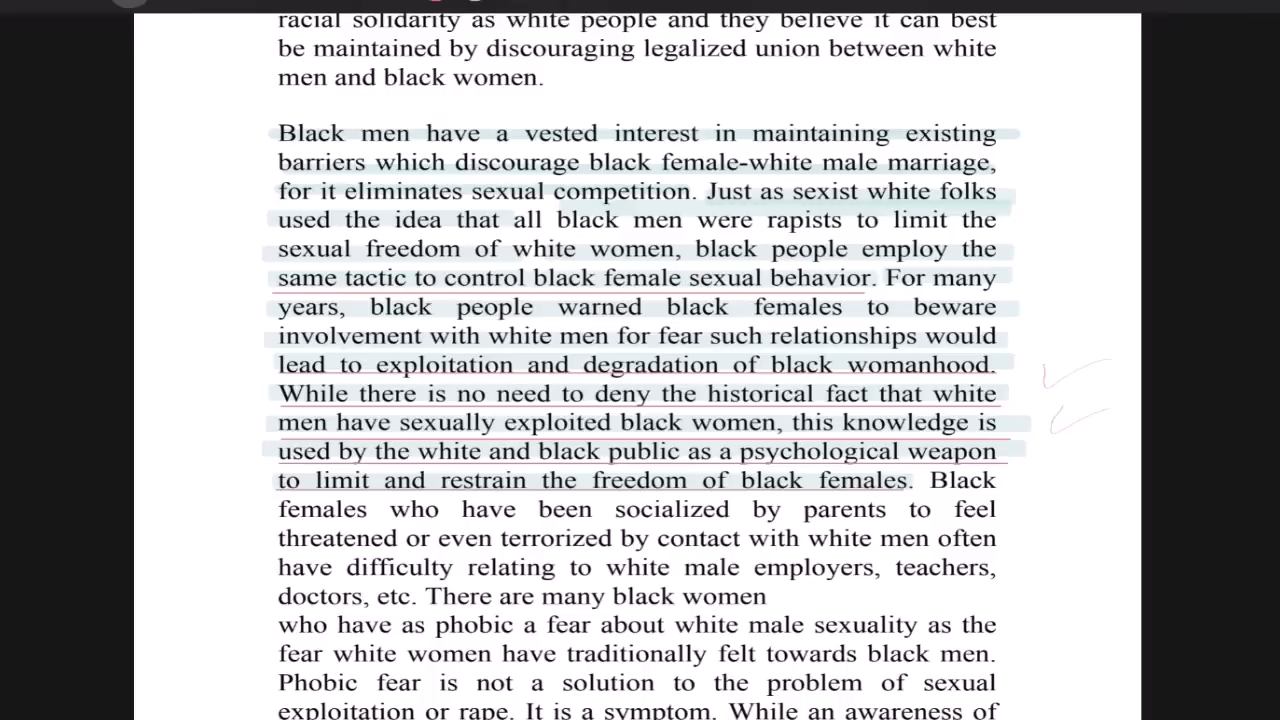 racial solidarity as white people and they believe it can best
be maintained by discouraging legalized union between white
men and black women.
Black men have a vested interest in maintaining existing
barriers which discourage black female-white male marriage,
for it eliminates sexual competition. Just as sexist white folks
used the idea that all black men were rapists to limit the
sexual freedom of white women, black people employ the
same tactic to control black female sexual behavior. For many
years, black people warned black females to beware
involvement with white men for fear such relationships would
lead to exploitation and degradation of black womanhood.
While there is no need to deny the historical fact that white
men have sexually exploited black women, this knowledge is
used by the white and black public as a psychological weapon
to limit and restrain the freedom of black females. Black
females who have been socialized by parents to feel
threatened or even terrorized by contact with white men often
have difficulty relating to white male employers, teachers,
doctors, etc. There are many black women
who have as phobic a fear about white male sexuality as the
fear white women have traditionally felt towards black men.
Phobic fear is not a solution to the problem of sexual
exploitation or rape. It is a symptom. While an awareness of